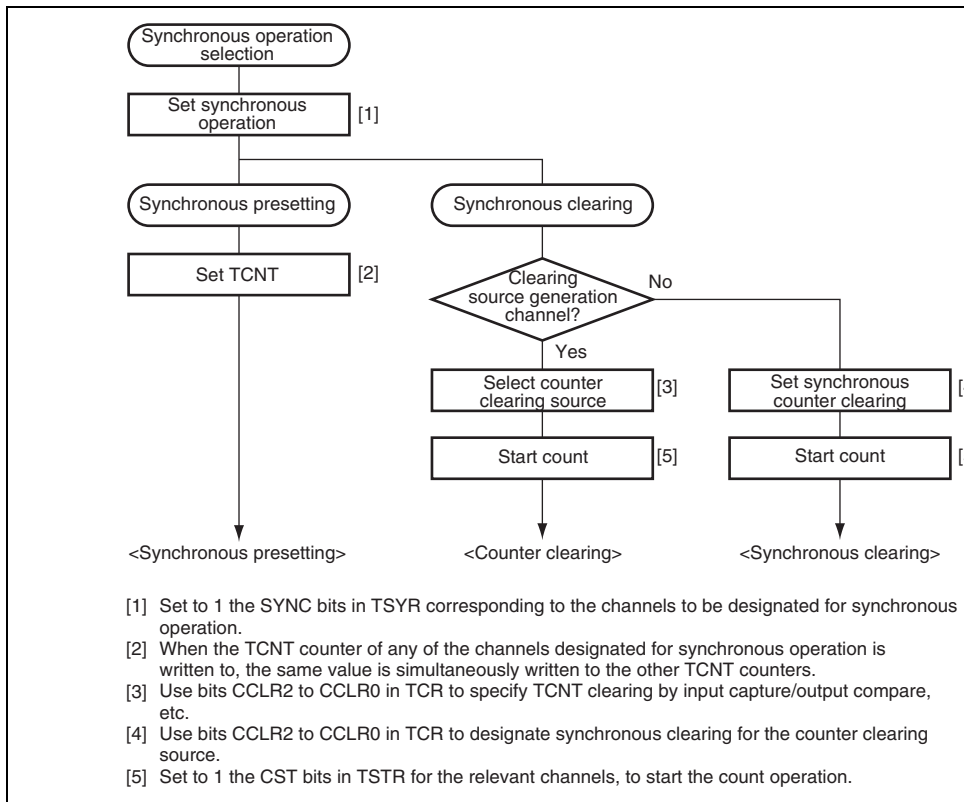 Synchronous operation
selection
Set synchronous
operation
[1]
Synchronous presetting
Synchronous clearing
Set TCNT
[2]
Clearing
source generation
channel?
No
Yes
Select counter
clearing source
[3]
Set synchronous
counter clearing
[
Start count
[5]
Start count
[
<Synchronous presetting>
<Counter clearing>
<Synchronous clearing>
[1] Set to 1 the SYNC bits in TSYR corresponding to the channels to be designated for synchronous
operation.
[2] When the TCNT counter of any of the channels designated for synchronous operation is
written to, the same value is simultaneously written to the other TCNT counters.
[3] Use bits CCLR2 to CCLR0 in TCR to specify TCNT clearing by input capture/output compare,
etc.
[4] Use bits CCLR2 to CCLR0 in TCR to designate synchronous clearing for the counter clearing
source.
[5] Set to 1 the CST bits in TSTR for the relevant channels, to start the count operation.